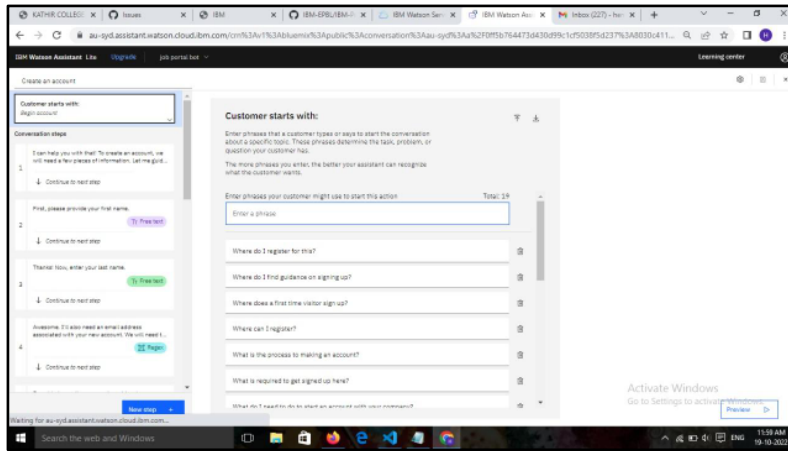 KATHIR COLLEG
Issues
IBM
IBM-EPBL/IBM-P
IBM Watson Ser
IBM Watson Ass
Inbox (227) - he
au-syd.assistant.watson.cloud.ibm.com/crn%3Av1%3Abluemix%3Apublic%3Aconversation%3Aau-syd%3Aa%2F0ff5b764473d430d99c1cf5038f5d237%3A8030c411...
IBM Watson Assistant Lite
Upgrade
job portal bot
Learning center
Create an account
Customer starts with:
Begin account
Conversation steps
1
I can help you with that! To create an account, we
will need a few pieces of information. Let me guid...
Continue to next step
2
First, please provide your first name.
Free text
Continue to next step
3
Thanks! Now, enter your last name.
Free text
Continue to next step
4
Awesome. I'll also need an email address
associated with your new account. We will need t...
Regex
Continue to next step
New step +
Customer starts with:
Enter phrases that a customer types or says to start the conversation
about a specific topic. These phrases determine the task, problem, or
question your customer has.
The more phrases you enter, the better your assistant can recognize
what the customer wants.
Enter phrases your customer might use to start this action
Total: 19
Enter a phrase
Where do I register for this?
Where do I find guidance on signing up?
Where does a first time visitor sign up?
Where can I register?
What is the process to making an account?
What is required to get signed up here?
What do I need to do to start an account with your company?
Activate Windows
Go to Settings to activate Windows.
Preview
Waiting for au-syd.assistant.watson.cloud.ibm.com...
Search the web and Windows
ENG
11:59 AM
19-10-2022